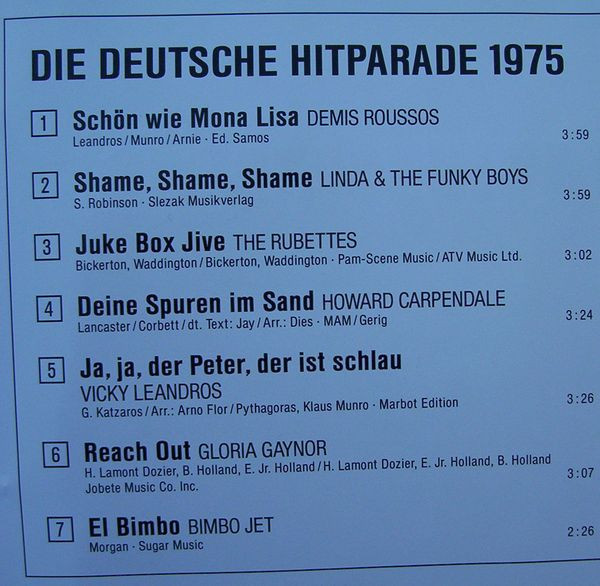 DIE DEUTSCHE HITPARADE 1975
1 Schön wie Mona Lisa DEMIS ROUSSOS
Leandros/Munro/Arnie · Ed. Samos 3:59
2 Shame, Shame, Shame LINDA & THE FUNKY BOYS
S. Robinson · Slezak Musikverlag 3:59
3 Juke Box Jive THE RUBETTES
Bickerton, Waddington/Bickerton, Waddington · Pam-Scene Music/ATV Music Ltd. 3:02
4 Deine Spuren im Sand HOWARD CARPENDALE
Lancaster/Corbett/dt. Text: Jay/Arr.: Dies · MAM/Gerig 3:24
5 Ja, ja, der Peter, der ist schlau
VICKY LEANDROS
G. Katzaros/Arr.: Arno Flor/Pythagoras, Klaus Munro · Marbot Edition 3:26
6 Reach Out GLORIA GAYNOR
H. Lamont Dozier, B. Holland, E. Jr. Holland/H. Lamont Dozier, E. Jr. Holland, B. Holland
Jobete Music Co. Inc. 3:07
7 El Bimbo BIMBO JET
Morgan · Sugar Music 2:26